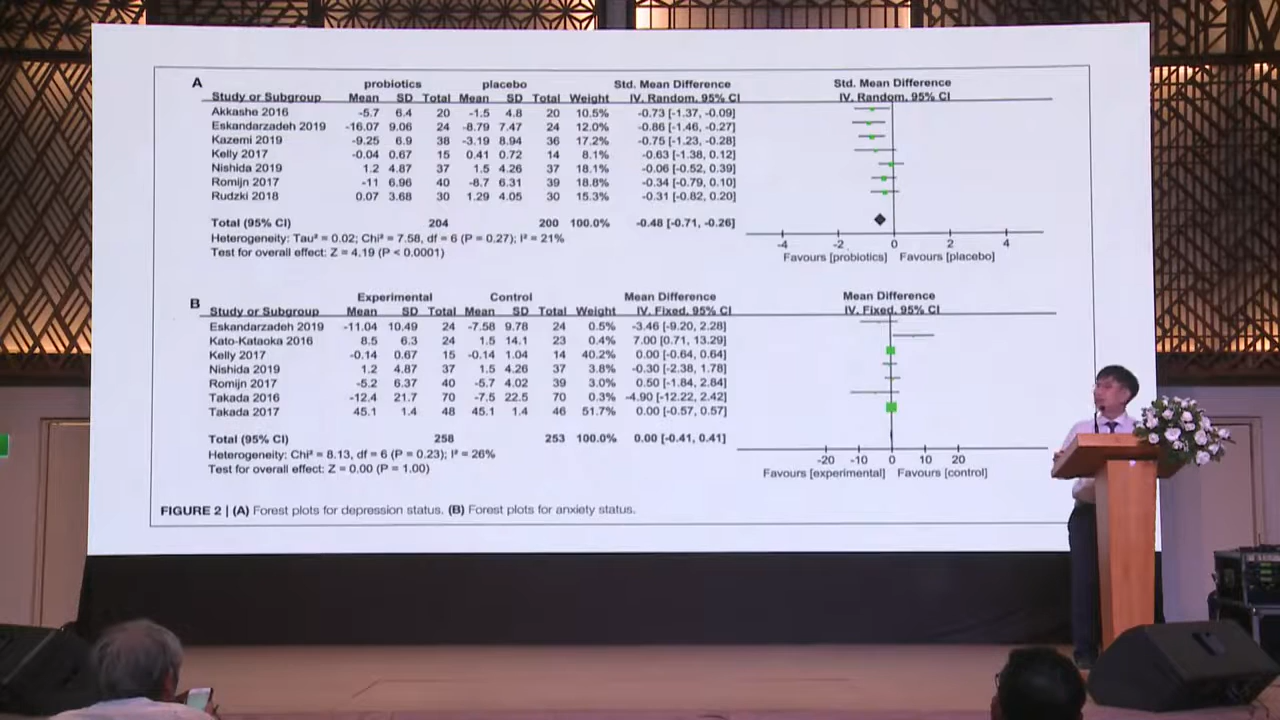 A
probiotics placebo Std. Mean Difference Std. Mean Difference
Study or Subgroup Mean SD Total Mean SD Total Weight IV. Random, 95% CI IV. Random, 95% CI
Akkashe 2016 -5.7 6.4 20 -1.5 4.8 20 10.5% -0.73 [-1.37, -0.09]
Eskandarzadeh 2019 -16.07 9.06 24 -8.79 7.47 24 12.0% -0.86 [-1.46, -0.27]
Kazemi 2019 -9.25 6.9 38 -3.19 8.94 36 17.2% -0.75 [-1.23, -0.28]
Kelly 2017 -0.04 0.67 15 0.41 0.72 14 8.1% -0.63 [-1.38, 0.12]
Nishida 2019 1.2 4.87 37 1.5 4.26 37 18.1% -0.06 [-0.52, 0.39]
Romijn 2017 -11 6.96 40 -8.7 6.31 39 18.8% -0.34 [-0.79, 0.10]
Rudzki 2018 0.07 3.68 30 1.29 4.05 30 15.3% -0.31 [-0.82, 0.20]
Total (95% CI) 204 200 100.0% -0.48 [-0.71, -0.26]
Heterogeneity: Tau² = 0.02; Chi² = 7.58, df = 6 (P = 0.27); I² = 21%
Test for overall effect: Z = 4.19 (P < 0.0001)
-4 -2 0 2 4
Favours [probiotics] Favours [placebo]
B
Experimental Control Mean Difference Mean Difference
Study or Subgroup Mean SD Total Mean SD Total Weight IV. Fixed, 95% CI IV. Fixed, 95% CI
Eskandarzadeh 2019 -11.04 10.49 24 -7.58 9.78 24 0.5% -3.46 [-9.20, 2.28]
Kato-Kataoka 2016 8.5 6.3 24 1.5 14.1 23 0.4% 7.00 [0.71, 13.29]
Kelly 2017 -0.14 0.67 15 -0.14 1.04 14 40.2% 0.00 [-0.64, 0.64]
Nishida 2019 1.2 4.87 37 1.5 4.26 37 3.8% -0.30 [-2.38, 1.78]
Romijn 2017 -5.2 6.37 40 -5.7 4.02 39 3.0% 0.50 [-1.84, 2.84]
Takada 2016 -12.4 21.7 70 -7.5 22.5 70 0.3% -4.90 [-12.22, 2.42]
Takada 2017 45.1 1.4 48 45.1 1.4 46 51.7% 0.00 [-0.57, 0.57]
Total (95% CI) 258 253 100.0% 0.00 [-0.41, 0.41]
Heterogeneity: Chi² = 8.13, df = 6 (P = 0.23); I² = 26%
Test for overall effect: Z = 0.00 (P = 1.00)
-20 -10 0 10 20
Favours [experimental] Favours [control]
FIGURE 2 | (A) Forest plots for depression status. (B) Forest plots for anxiety status.